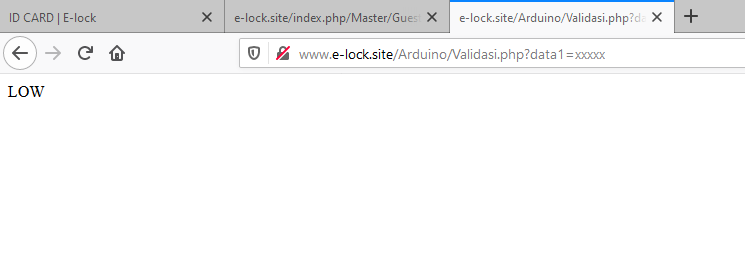 ID CARD | E-lock
e-lock.site/index.php/Master/Gues
e-lock.site/Arduino/Validasi.php?da
www.e-lock.site/Arduino/Validasi.php?data1=xxxxx
LOW